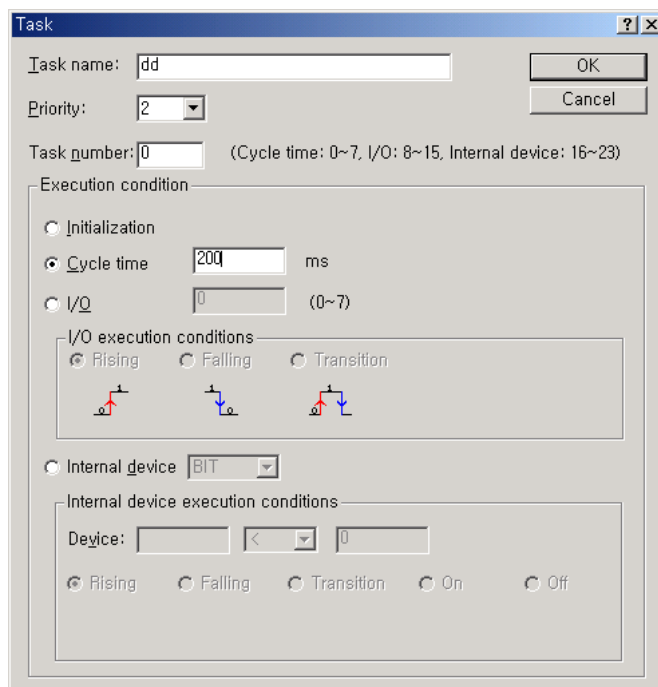 Task
Task name: dd
OK
Priority: 2
Cancel
Task number: 0 (Cycle time: 0~7, I/O: 8~15, Internal device: 16~23)
Execution condition
Initialization
Cycle time 200 ms
I/O 0 (0~7)
I/O execution conditions
Rising Falling Transition
0 1 1 0 0 1
Internal device BIT
Internal device execution conditions
Device: < 0
Rising Falling Transition On Off